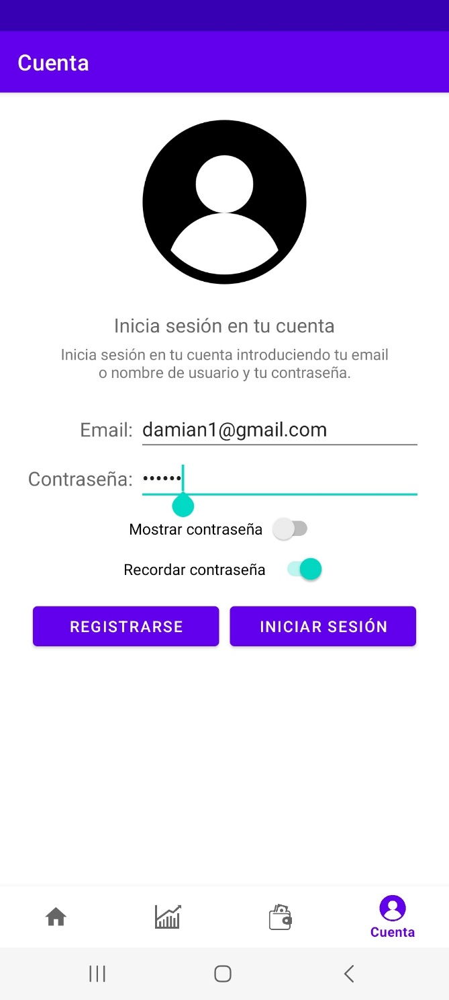 Cuenta
Inicia sesión en tu cuenta
Inicia sesión en tu cuenta introduciendo tu email
o nombre de usuario y tu contraseña.
Email: damian1@gmail.com
Contraseña: ••••••
Mostrar contraseña
Recordar contraseña
REGISTRARSE INICIAR SESIÓN
Cuenta